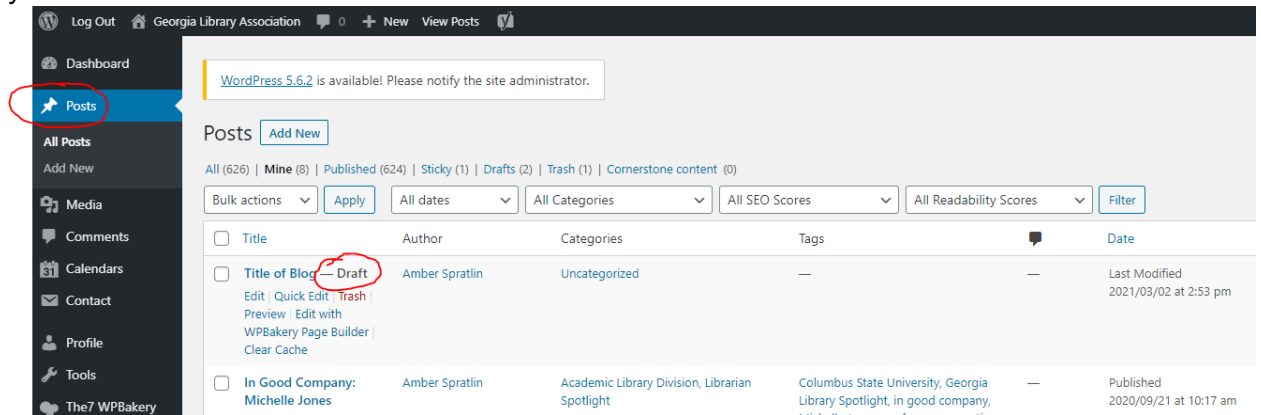 Log Out Georgia Library Association 0 + New View Posts
Dashboard
WordPress 5.6.2 is available! Please notify the site administrator.
Posts
All Posts
Add New
Media
Comments
31 Calendars
Contact
Profile
Tools
The7 WPBakery
Posts Add New
All (626) | Mine (8) | Published (624) | Sticky (1) | Drafts (2) | Trash (1) | Cornerstone content (0)
Bulk actions Apply All dates All Categories All SEO Scores All Readability Scores Filter
Title Author Categories Tags Date
Title of Blog — Draft Amber Spratlin Uncategorized — — Last Modified
2021/03/02 at 2:53 pm
Edit | Quick Edit | Trash |
Preview | Edit with
WPBakery Page Builder |
Clear Cache
In Good Company: Amber Spratlin Academic Library Division, Librarian Columbus State University, Georgia — Published
Michelle Jones Spotlight Library Spotlight, in good company, 2020/09/21 at 10:17 am